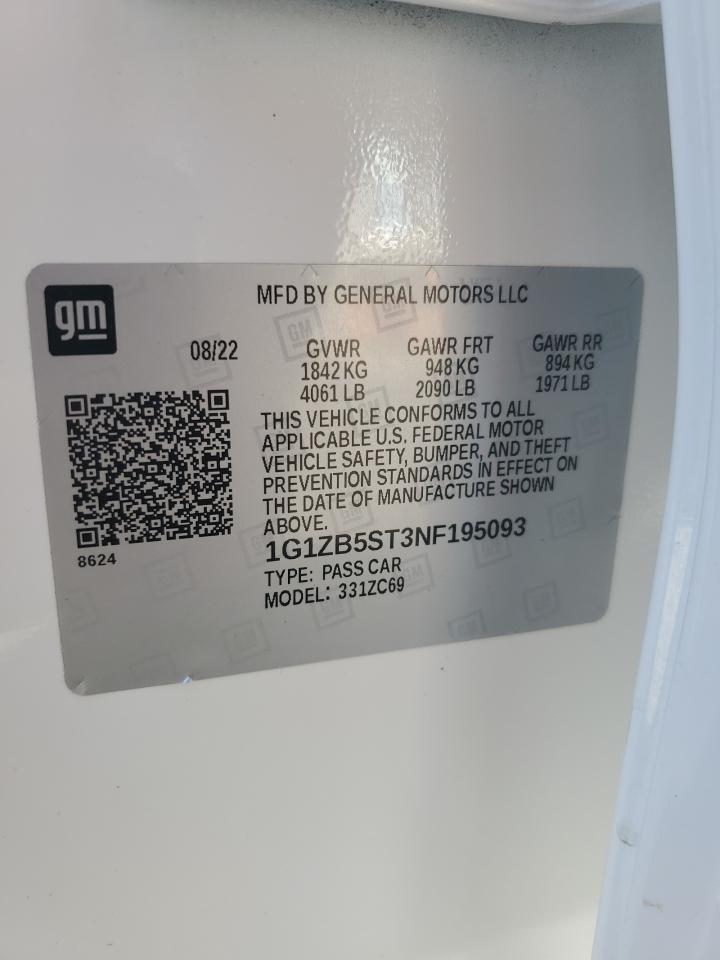 gm
MFD BY GENERAL MOTORS LLC
08/22 GVWR GAWR FRT GAWR RR
1842 KG 948 KG 894 KG
4061 LB 2090 LB 1971 LB
THIS VEHICLE CONFORMS TO ALL
APPLICABLE U.S. FEDERAL MOTOR
VEHICLE SAFETY, BUMPER, AND THEFT
PREVENTION STANDARDS IN EFFECT ON
THE DATE OF MANUFACTURE SHOWN
ABOVE.
8624
1G1ZB5ST3NF195093
TYPE: PASS CAR
MODEL: 331ZC69